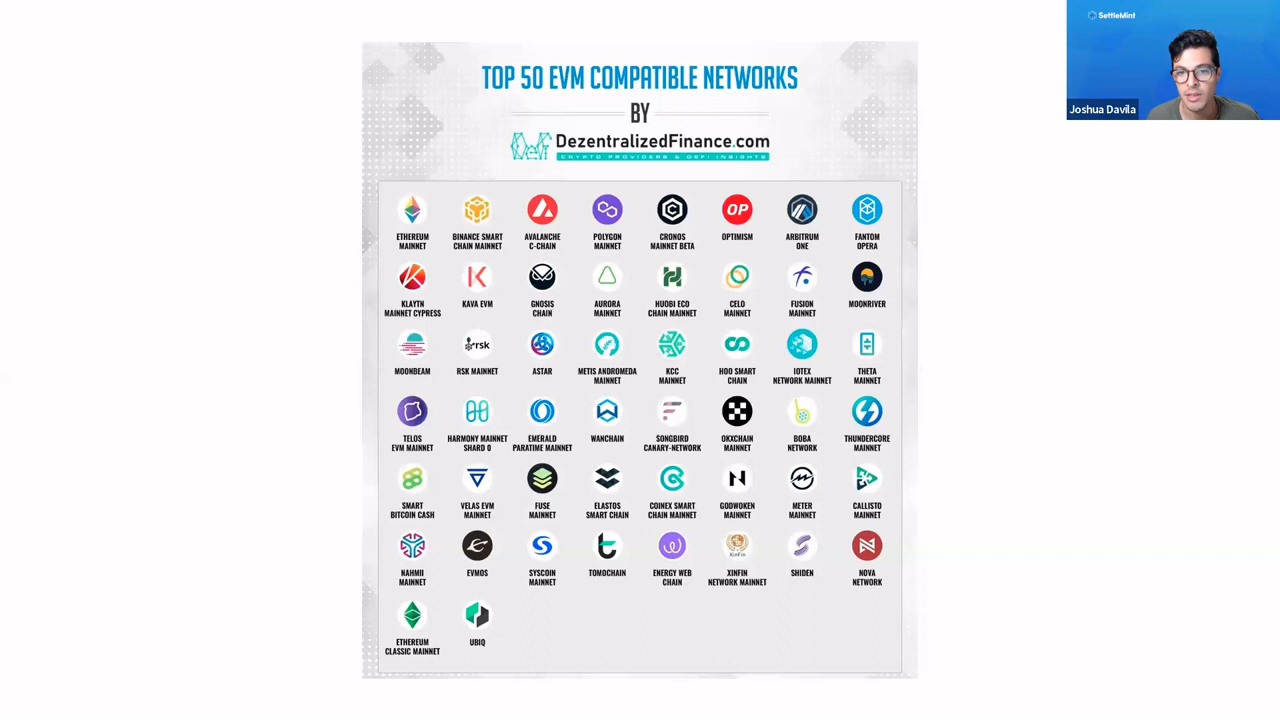 SettleMint
Joshua Davila
TOP 50 EVM COMPATIBLE NETWORKS
BY
DezentralizedFinance.com
CRYPTO PROVIDERS & DEFI INSIGHTS
ETHEREUM
MAINNET
BINANCE SMART
CHAIN MAINNET
AVALANCHE
C-CHAIN
POLYGON
MAINNET
CRONOS
MAINNET BETA
OP
OPTIMISM
ARBITRUM
ONE
FANTOM
OPERA
KLAYTN
MAINNET CYPRESS
KAVA EVM
GNOSIS
CHAIN
AURORA
MAINNET
HUOBI ECO
CHAIN MAINNET
CELO
MAINNET
FUSION
MAINNET
MOONRIVER
MOONBEAM
rsk
RSK MAINNET
ASTAR
METIS ANDROMEDA
MAINNET
KCC
MAINNET
HOO SMART
CHAIN
IOTEX
NETWORK MAINNET
THETA
MAINNET
TELOS
EVM MAINNET
HARMONY MAINNET
SHARD 0
EMERALD
PARATIME MAINNET
WANCHAIN
SONGBIRD
CANARY-NETWORK
OKXCHAIN
MAINNET
BOBA
NETWORK
THUNDERCORE
MAINNET
SMART
BITCOIN CASH
VELAS EVM
MAINNET
FUSE
MAINNET
ELASTOS
SMART CHAIN
COINEX SMART
CHAIN MAINNET
GODWOKEN
MAINNET
METER
MAINNET
CALLISTO
MAINNET
NAHMII
MAINNET
EVMOS
SYSCOIN
MAINNET
TOMOCHAIN
ENERGY WEB
CHAIN
XinFin
XINFIN
NETWORK MAINNET
SHIDEN
NOVA
NETWORK
ETHEREUM
CLASSIC MAINNET
UBIQ